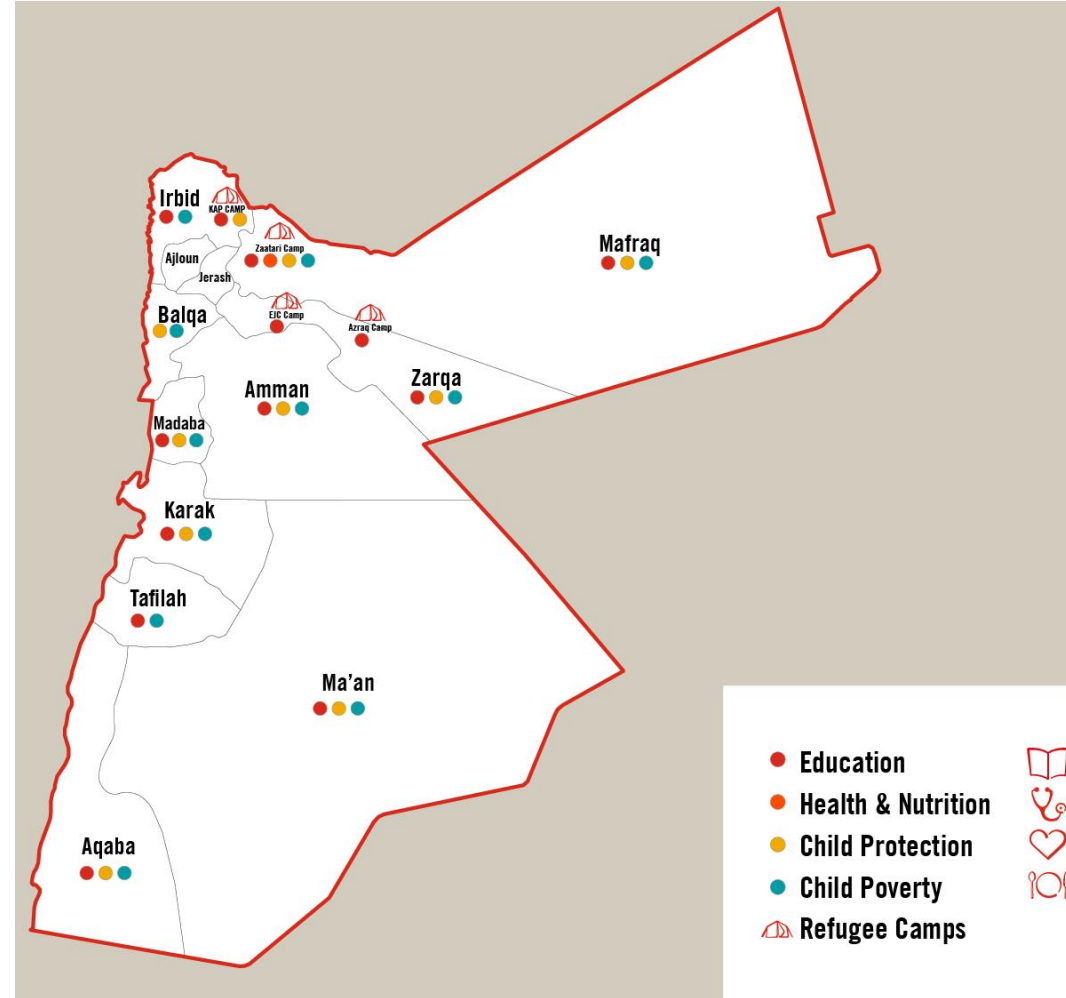 Irbid
KAP CAMP
Zaatari Camp
Mafraq
Ajloun
Jerash
Balqa
EJC Camp
Azraq Camp
Amman
Zarqa
Madaba
Karak
Tafilah
Ma'an
Aqaba
Education
Health & Nutrition
Child Protection
Child Poverty
Refugee Camps